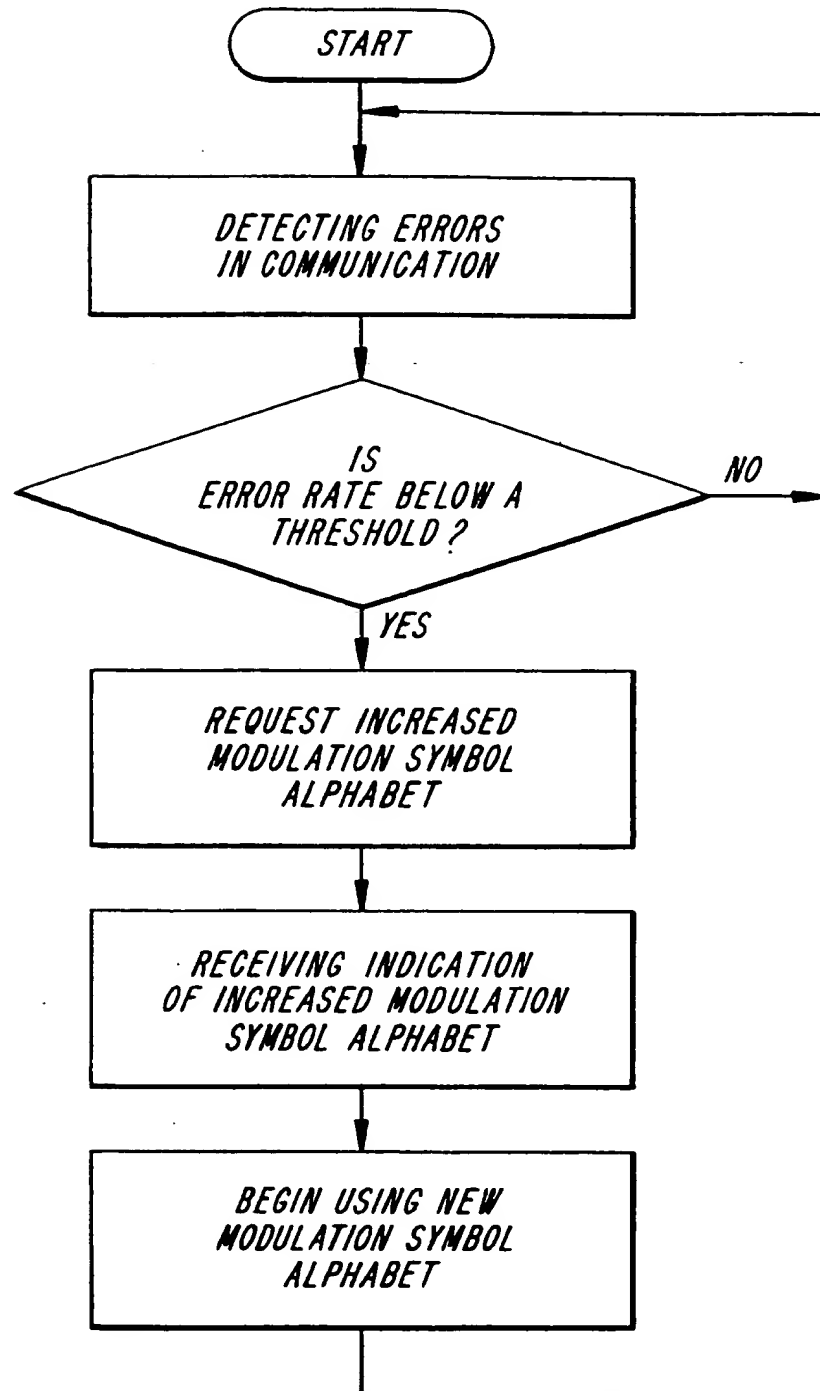 START
DETECTING ERRORS
IN COMMUNICATION
IS
ERROR RATE BELOW A
THRESHOLD?
NO
YES
REQUEST INCREASED
MODULATION SYMBOL
ALPHABET
RECEIVING INDICATION
OF INCREASED MODULATION
SYMBOL ALPHABET
BEGIN USING NEW
MODULATION SYMBOL
ALPHABET